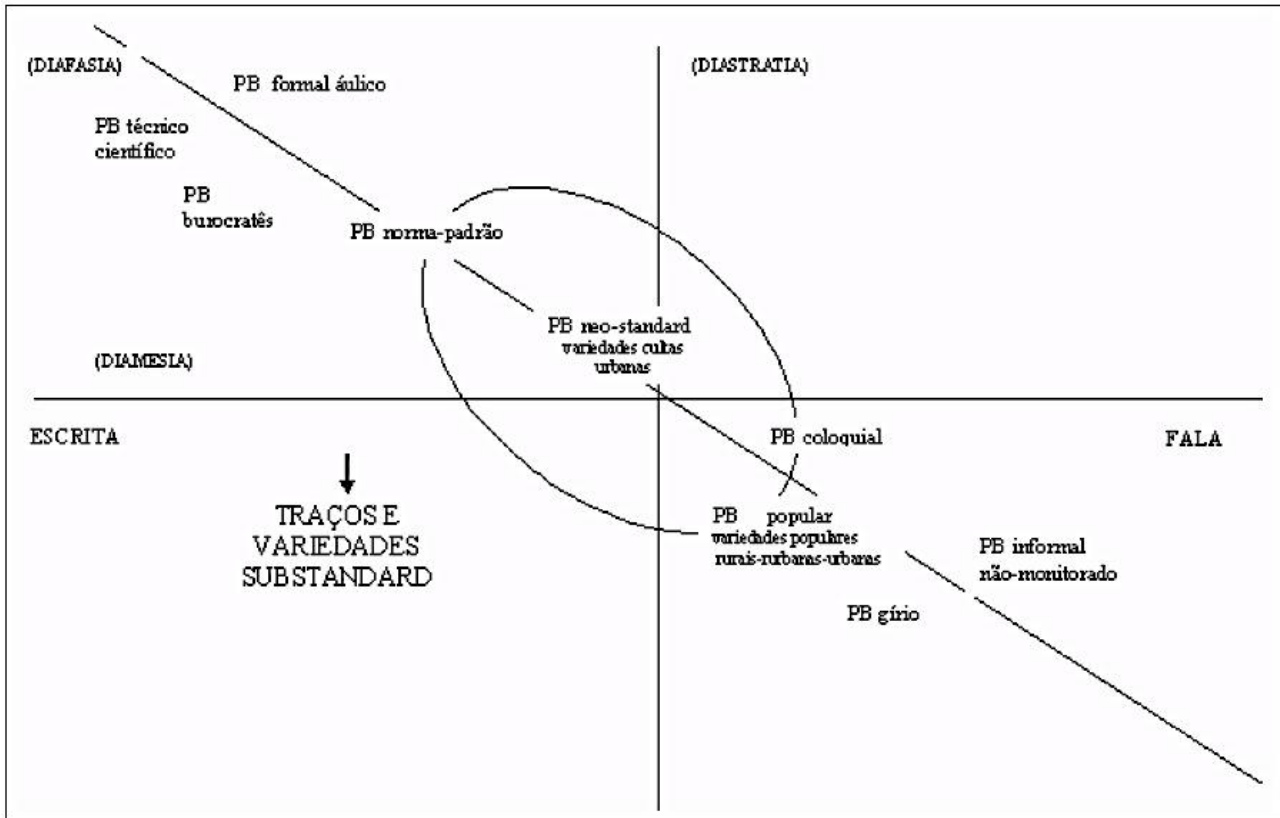 (DIAFASIA)
PB formal áulico
(DIASTRATIA)
PB técnico
científico
PB
burocratês
PB norma-padrão
PB neo-standard
variedades cultas
urbanas
(DIAMESIA)
ESCRITA
PB coloquial
FALA
TRAÇOS E
VARIEDADES
SUBSTANDARD
PB popular
variedades populares
rurais-rurbanas-urbanas
PB informal
não-monitorado
PB gírio